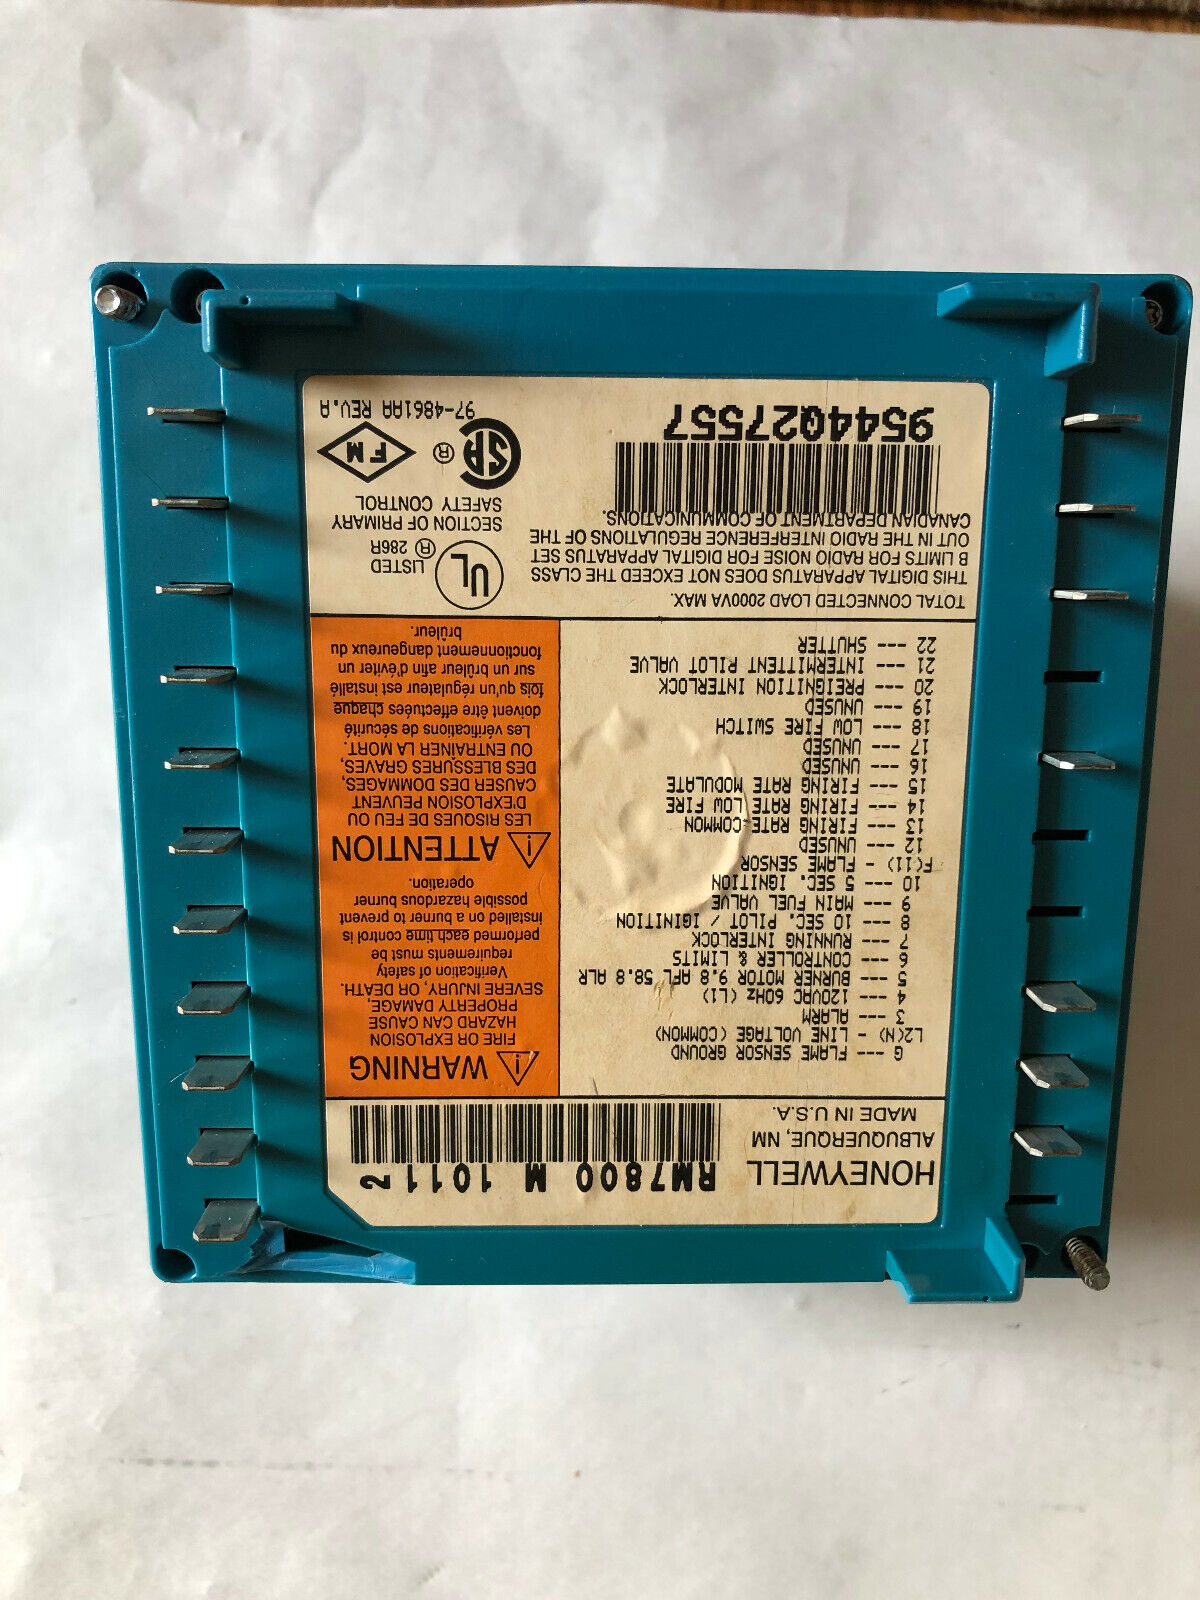 HONEYWELL
ALBUQUERQUE, NM
MADE IN U.S.A.
RM7800 M 1011 2
G --- FLAME SENSOR GROUND
L2(N) - LINE VOLTAGE (COMMON)
3 --- ALARM
4 --- 120VAC 60Hz (L1)
5 --- BURNER MOTOR 9.8 AFL 58.8 ALR
6 --- CONTROLLER & LIMITS
7 --- RUNNING INTERLOCK
8 --- 10 SEC. PILOT / IGINITION
9 --- MAIN FUEL VALVE
10 --- 5 SEC. IGNITION
F(11) - FLAME SENSOR
12 --- UNUSED
13 --- FIRING RATE COMMON
14 --- FIRING RATE LOW FIRE
15 --- FIRING RATE MODULATE
16 --- UNUSED
17 --- UNUSED
18 --- LOW FIRE SWITCH
19 --- UNUSED
20 --- PREIGNITION INTERLOCK
21 --- INTERMITTENT PILOT VALVE
22 --- SHUTTER
WARNING
FIRE OR EXPLOSION
HAZARD CAN CAUSE
PROPERTY DAMAGE,
SEVERE INJURY, OR DEATH.
Verification of safety
requirements must be
performed each time control is
installed on a burner to prevent
possible hazardous burner
operation.
ATTENTION
LES RISQUES DE FEU OU
D'EXPLOSION PEUVENT
CAUSER DES DOMMAGES,
DES BLESSURES GRAVES,
OU ENTRAÎNER LA MORT.
Les vérifications de sécurité
doivent être effectuées chaque
fois qu'un régulateur est installé
sur un brûleur afin d'éviter un
fonctionnement dangeureux du
brûleur.
TOTAL CONNECTED LOAD 2000VA MAX.
THIS DIGITAL APPARATUS DOES NOT EXCEED THE CLASS
B LIMITS FOR RADIO NOISE FOR DIGITAL APPARATUS SET
OUT IN THE RADIO INTERFERENCE REGULATIONS OF THE
CANADIAN DEPARTMENT OF COMMUNICATIONS.
9544Q27557
UL
®
LISTED
286R
SECTION OF PRIMARY
SAFETY CONTROL
SA ®
FM
97-4861AA REV.A